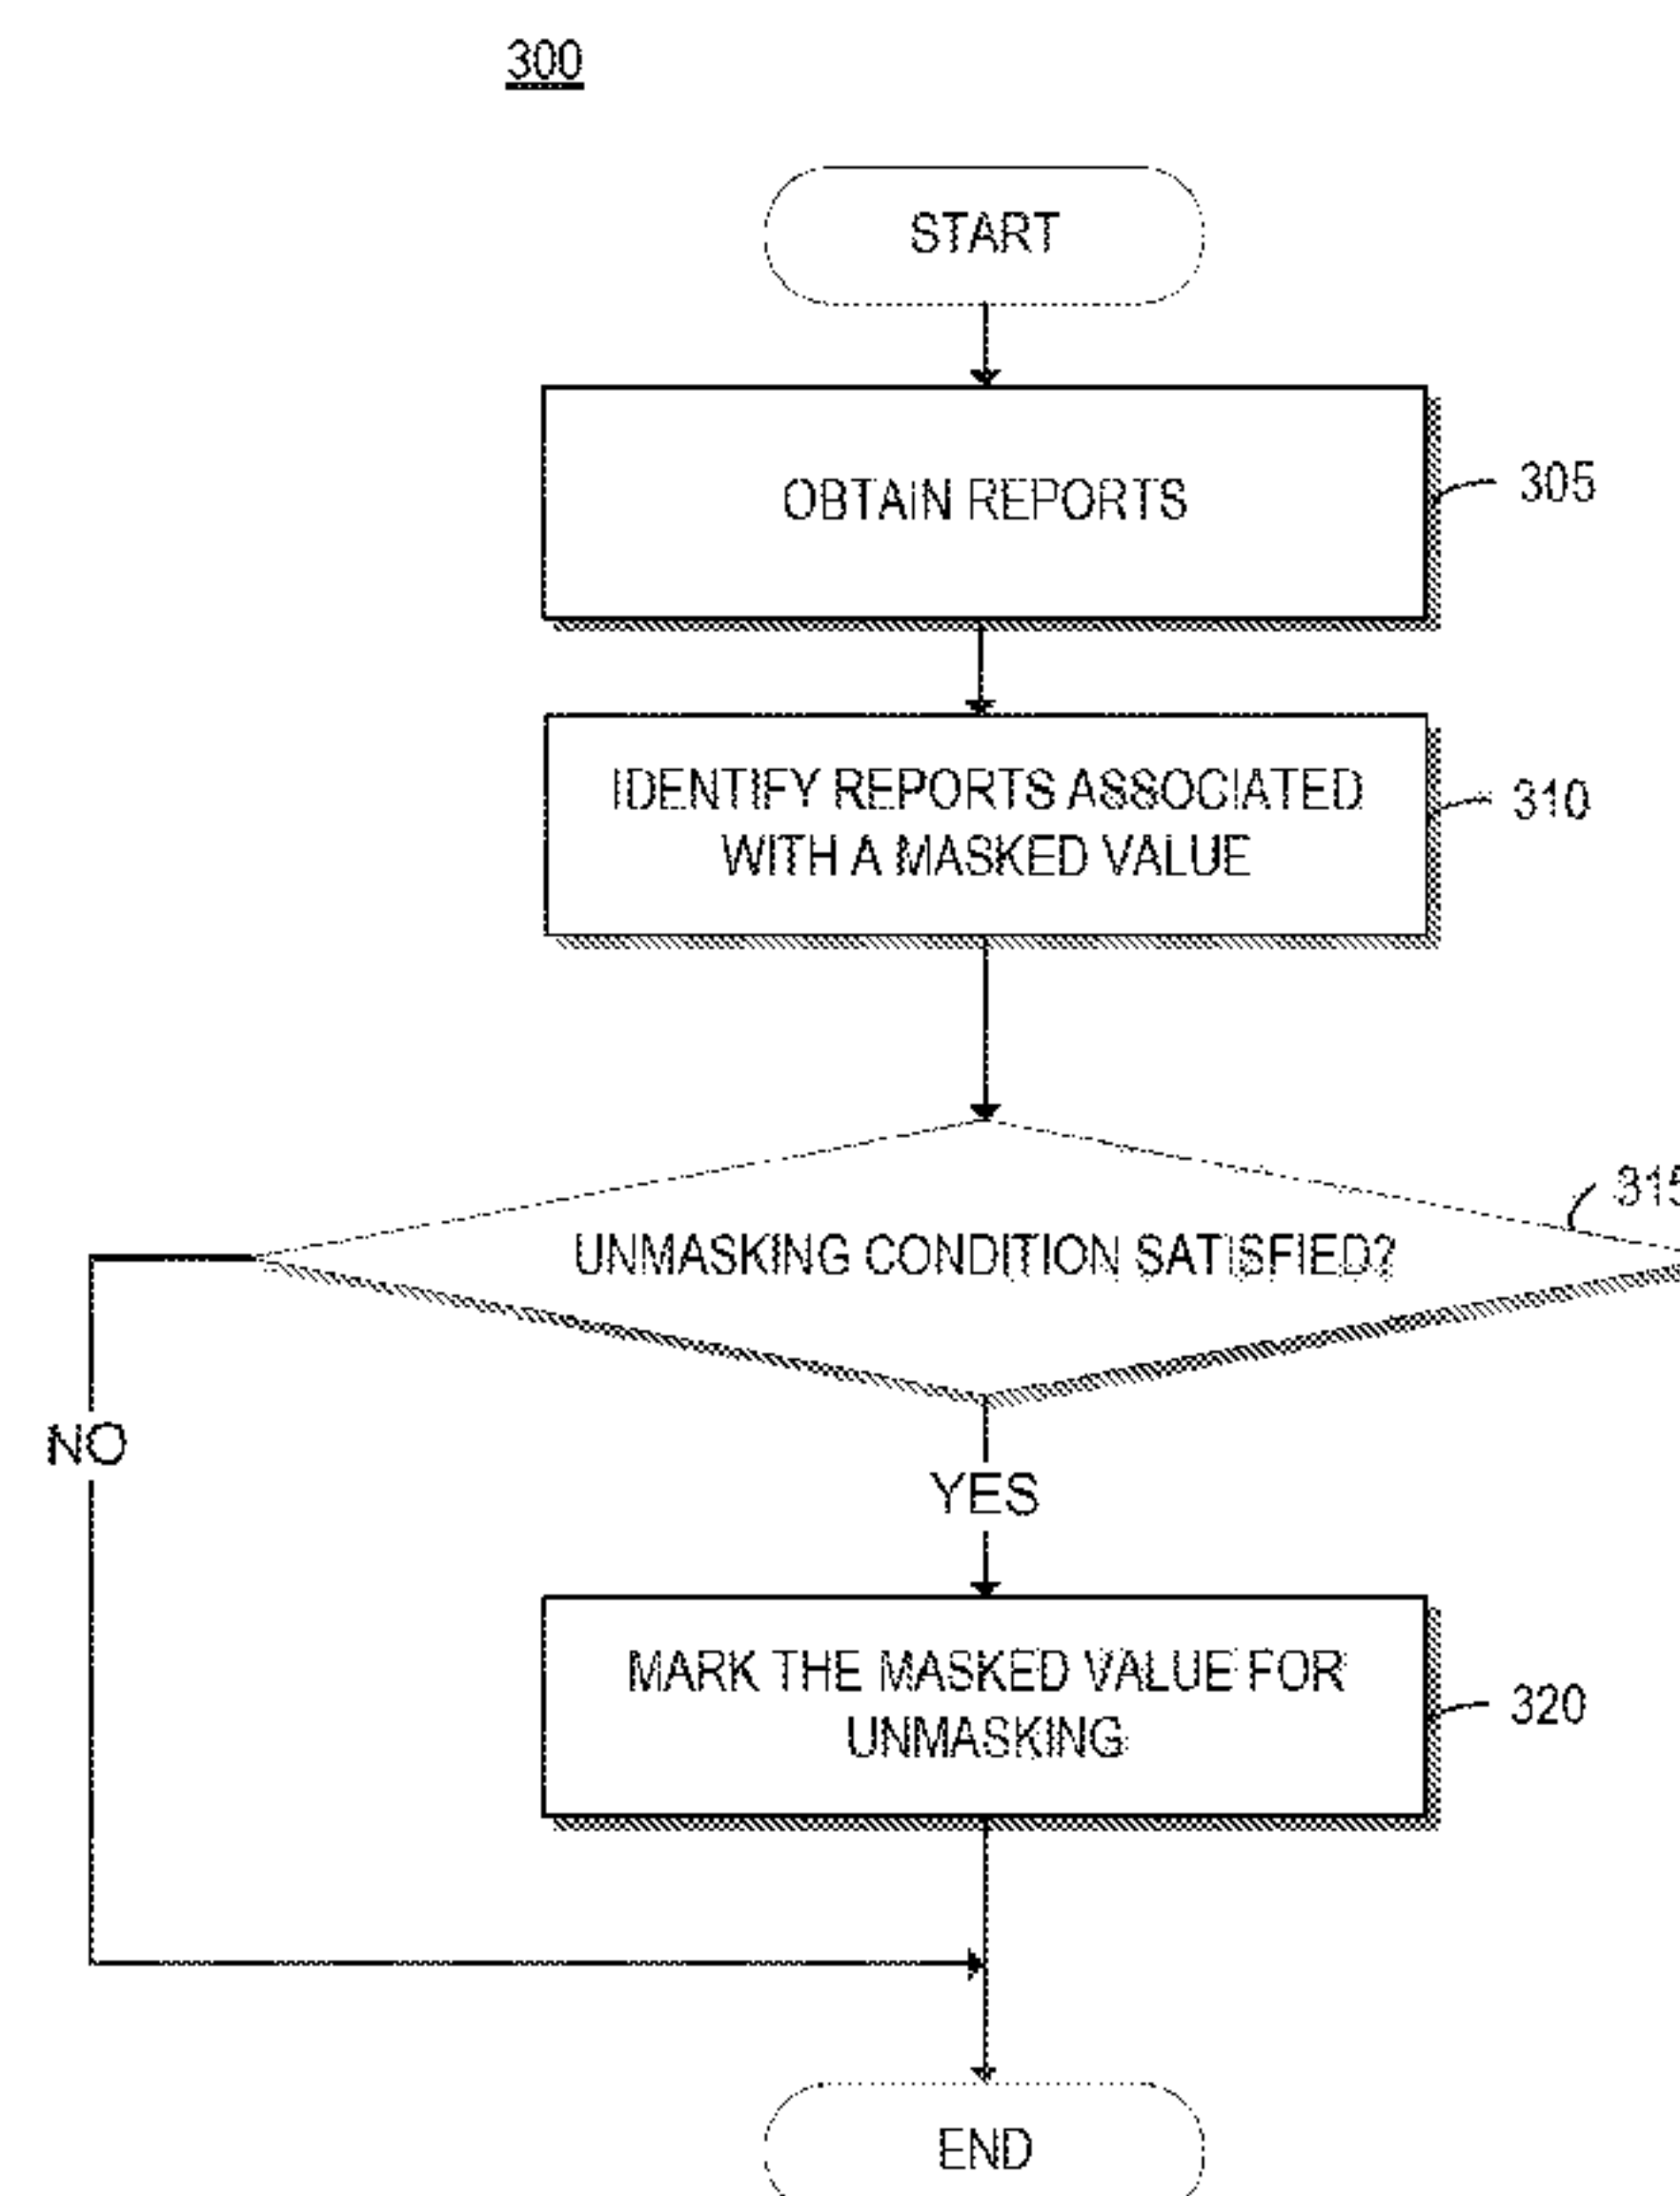 300
START
OBTAIN REPORTS
305
IDENTIFY REPORTS ASSOCIATED
WITH A MASKED VALUE
310
315
UNMASKING CONDITION SATISFIED?
NO
YES
MARK THE MASKED VALUE FOR
UNMASKING
320
END